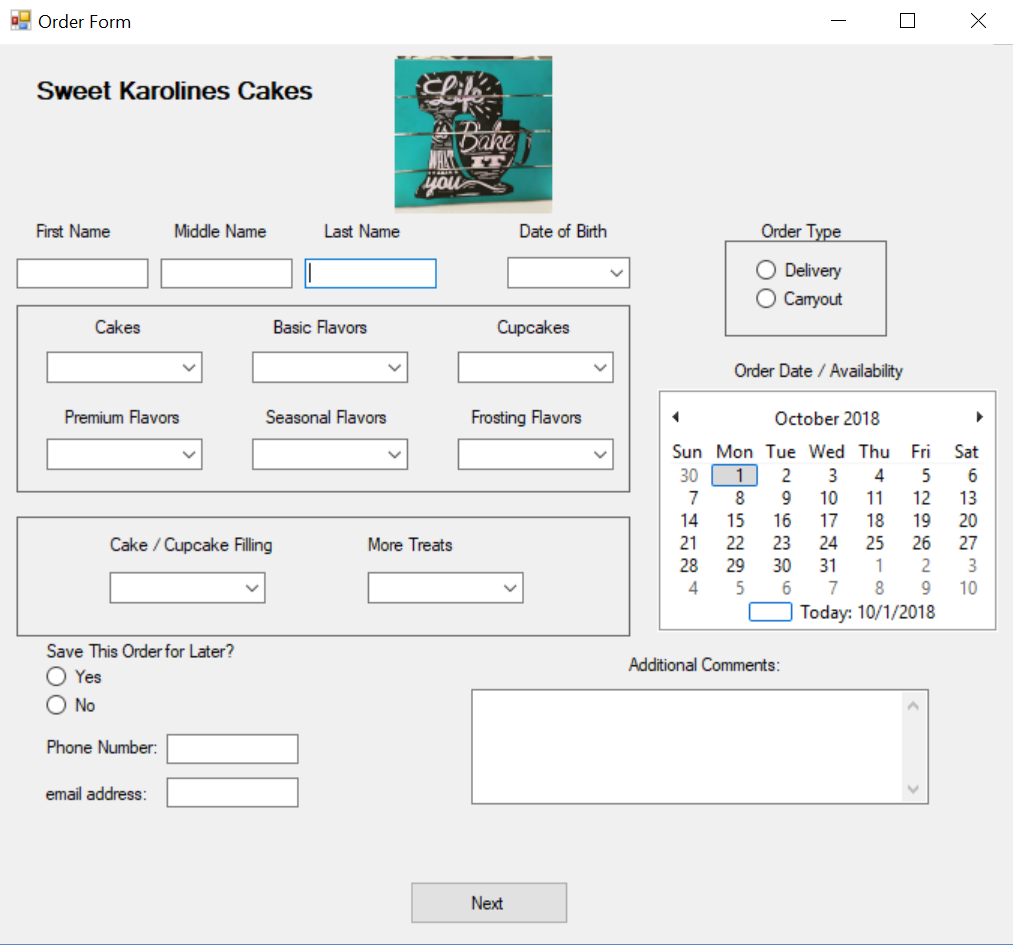 Order Form
Sweet Karolines Cakes
Life
IS
WHAT
you
Bake
IT
First Name Middle Name Last Name Date of Birth Order Type
Delivery
Carryout
Cakes Basic Flavors Cupcakes
Premium Flavors Seasonal Flavors Frosting Flavors
Order Date / Availability
October 2018
Sun Mon Tue Wed Thu Fri Sat
30 1 2 3 4 5 6
7 8 9 10 11 12 13
14 15 16 17 18 19 20
21 22 23 24 25 26 27
28 29 30 31 1 2 3
4 5 6 7 8 9 10
Today: 10/1/2018
Cake / Cupcake Filling More Treats
Save This Order for Later?
Yes
No
Phone Number:
email address:
Additional Comments:
Next